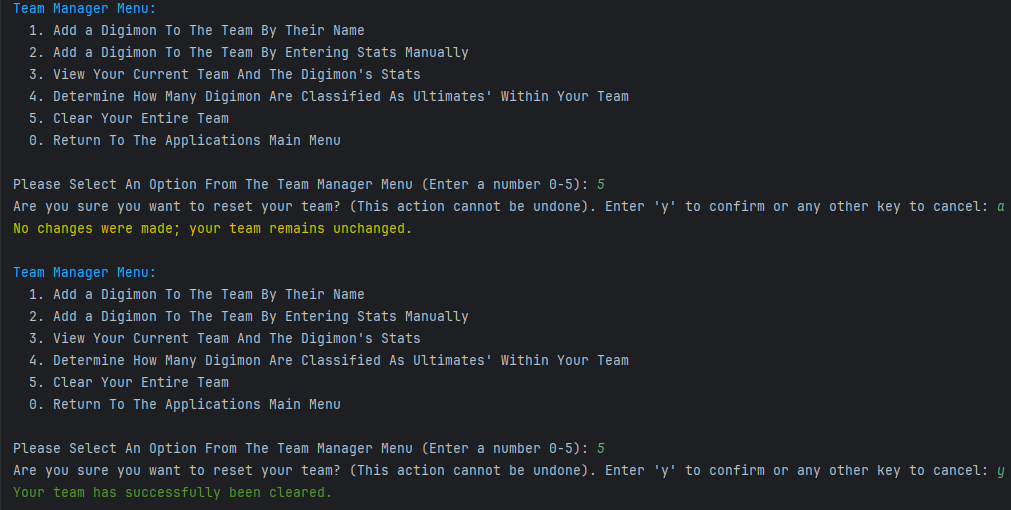 Team Manager Menu:
1. Add a Digimon To The Team By Their Name
2. Add a Digimon To The Team By Entering Stats Manually
3. View Your Current Team And The Digimon's Stats
4. Determine How Many Digimon Are Classified As Ultimates' Within Your Team
5. Clear Your Entire Team
0. Return To The Applications Main Menu
Please Select An Option From The Team Manager Menu (Enter a number 0-5): 5
Are you sure you want to reset your team? (This action cannot be undone). Enter 'y' to confirm or any other key to cancel: a
No changes were made; your team remains unchanged.
Team Manager Menu:
1. Add a Digimon To The Team By Their Name
2. Add a Digimon To The Team By Entering Stats Manually
3. View Your Current Team And The Digimon's Stats
4. Determine How Many Digimon Are Classified As Ultimates' Within Your Team
5. Clear Your Entire Team
0. Return To The Applications Main Menu
Please Select An Option From The Team Manager Menu (Enter a number 0-5): 5
Are you sure you want to reset your team? (This action cannot be undone). Enter 'y' to confirm or any other key to cancel: y
Your team has successfully been cleared.